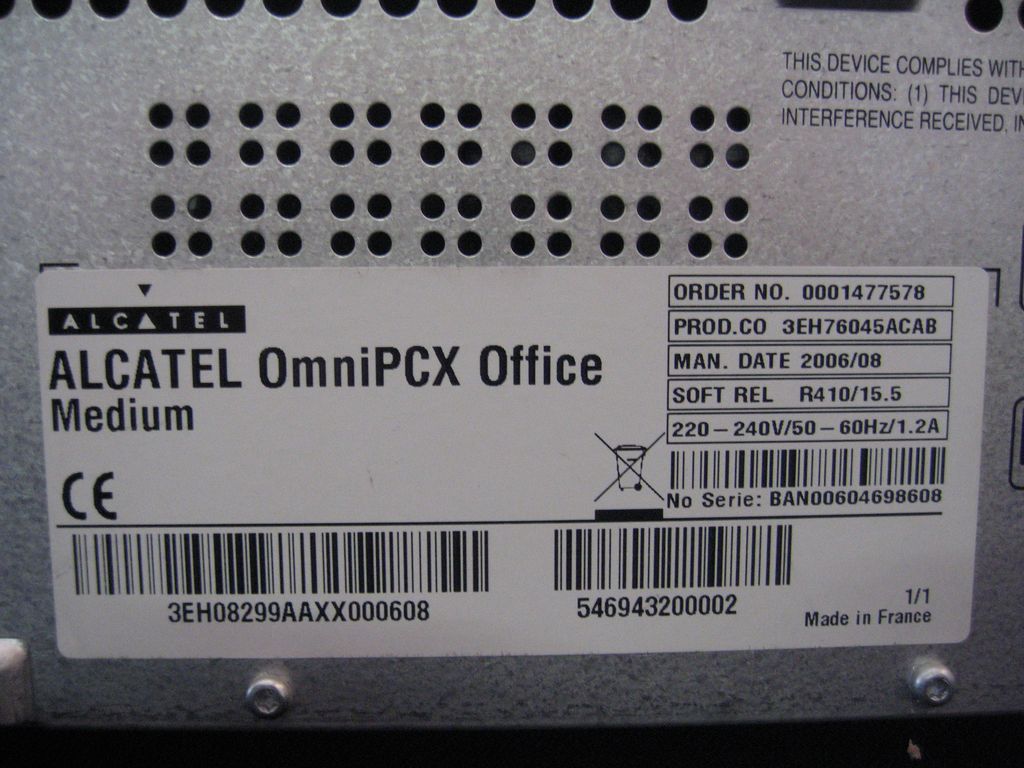 THIS DEVICE COMPLIES WITH
CONDITIONS: (1) THIS DEVI
INTERFERENCE RECEIVED, IN
ALCATEL
ALCATEL OmniPCX Office
Medium
ORDER NO. 0001477578
PROD.CO 3EH76045ACAB
MAN. DATE 2006/08
SOFT REL R410/15.5
220-240V/50-60Hz/1.2A
CE
No Serie: BAN00604698608
3EH08299AAXX000608
546943200002
1/1
Made in France